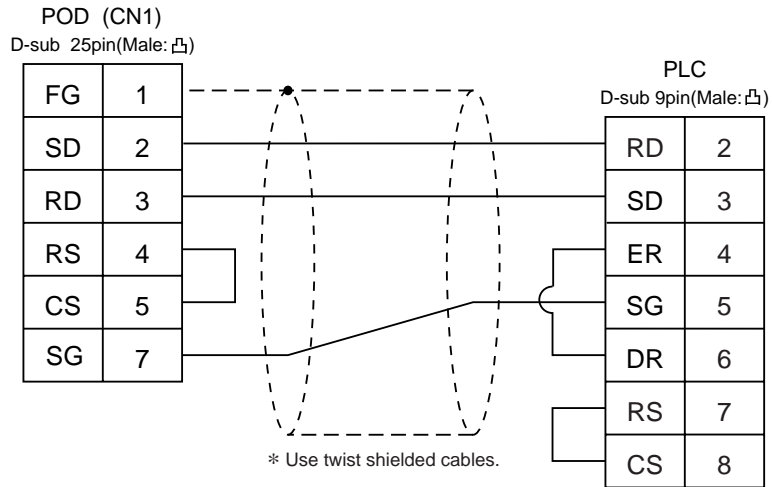 POD (CN1)
D-sub 25pin(Male: 凸)
FG 1
SD 2
RD 3
RS 4
CS 5
SG 7
PLC
D-sub 9pin(Male: 凸)
RD 2
SD 3
ER 4
SG 5
DR 6
RS 7
CS 8
* Use twist shielded cables.